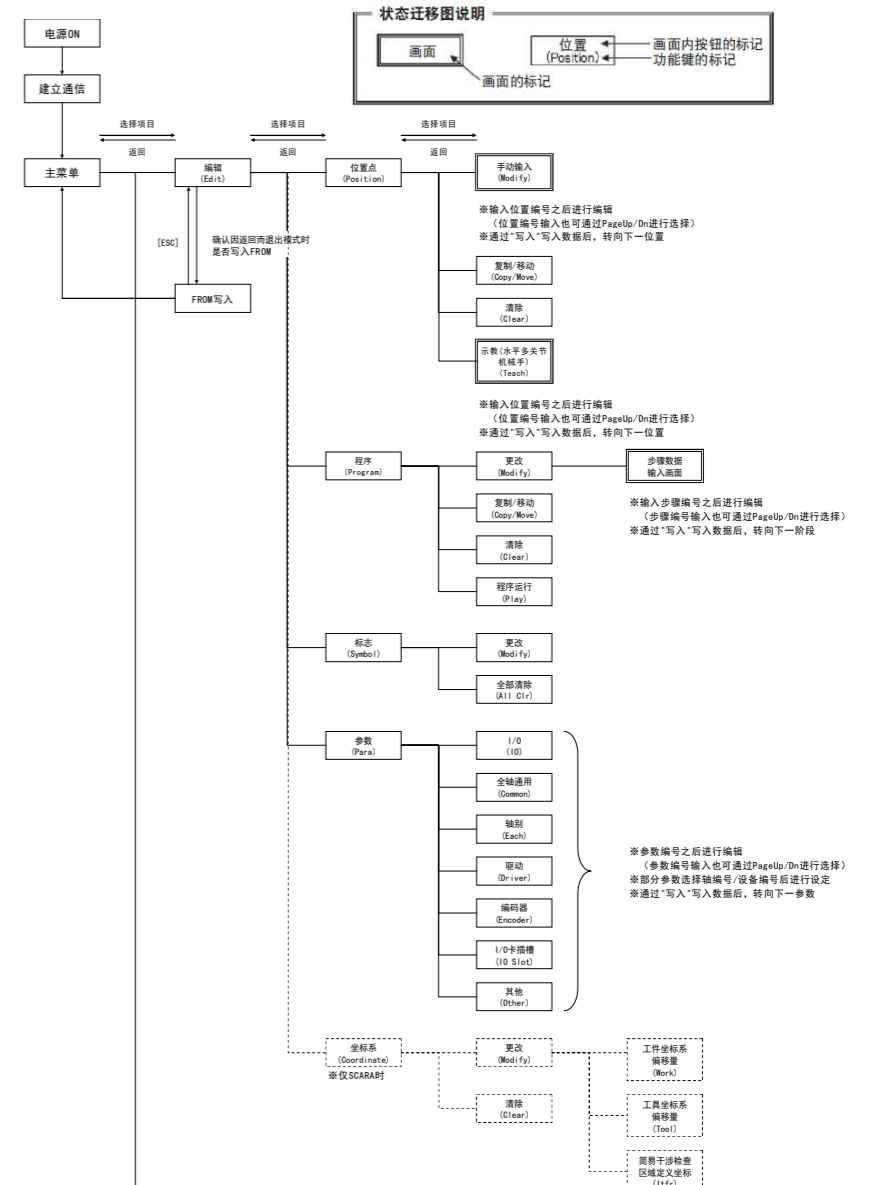 状态迁移图说明
画面
画面的标记
位置
(Position)
画面内按钮的标记
功能键的标记
电源ON
建立通信
选择项目
返回
选择项目
返回
选择项目
返回
主菜单
编辑
(Edit)
位置点
(Position)
手动输入
(Modify)
※输入位置编号之后进行编辑
（位置编号输入也可通过PageUp/Dn进行选择）
※通过"写入"写入数据后，转向下一位置
[ESC]
确认因返回而退出模式时
是否写入FROM
FROM写入
复制/移动
(Copy/Move)
清除
(Clear)
示教(水平多关节
机械手)
(Teach)
※输入位置编号之后进行编辑
（位置编号输入也可通过PageUp/Dn进行选择）
※通过"写入"写入数据后，转向下一位置
程序
(Program)
更改
(Modify)
步骤数据
输入画面
※输入步骤编号之后进行编辑
（步骤编号输入也可通过PageUp/Dn进行选择）
※通过"写入"写入数据后，转向下一阶段
复制/移动
(Copy/Move)
清除
(Clear)
程序运行
(Play)
标志
(Symbol)
更改
(Modify)
全部清除
(All Clr)
参数
(Para)
I/O
(IO)
全轴通用
(Common)
轴别
(Each)
驱动
(Driver)
编码器
(Encoder)
I/O卡插槽
(IO Slot)
其他
(Other)
※参数编号之后进行编辑
（参数编号输入也可通过PageUp/Dn进行选择）
※部分参数选择轴编号/设备编号后进行设定
※通过"写入"写入数据后，转向下一参数
坐标系
(Coordinate)
※仅SCARA时
更改
(Modify)
清除
(Clear)
工件坐标系
偏移量
(Work)
工具坐标系
偏移量
(Tool)
简易干涉检查
区域定义坐标
(Itfr)